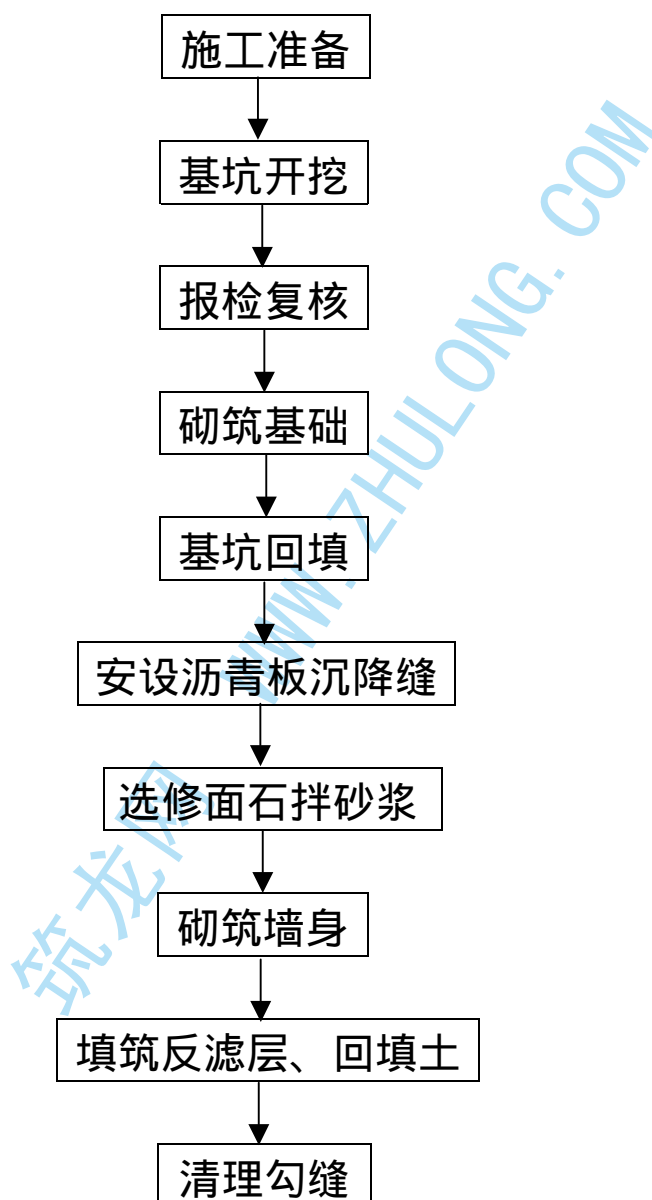 施工准备
基坑开挖
报检复核
砌筑基础
基坑回填
安设沥青板沉降缝
选修面石拌砂浆
砌筑墙身
填筑反滤层、回填土
清理勾缝
筑龙网 WWW.ZHULONG.COM